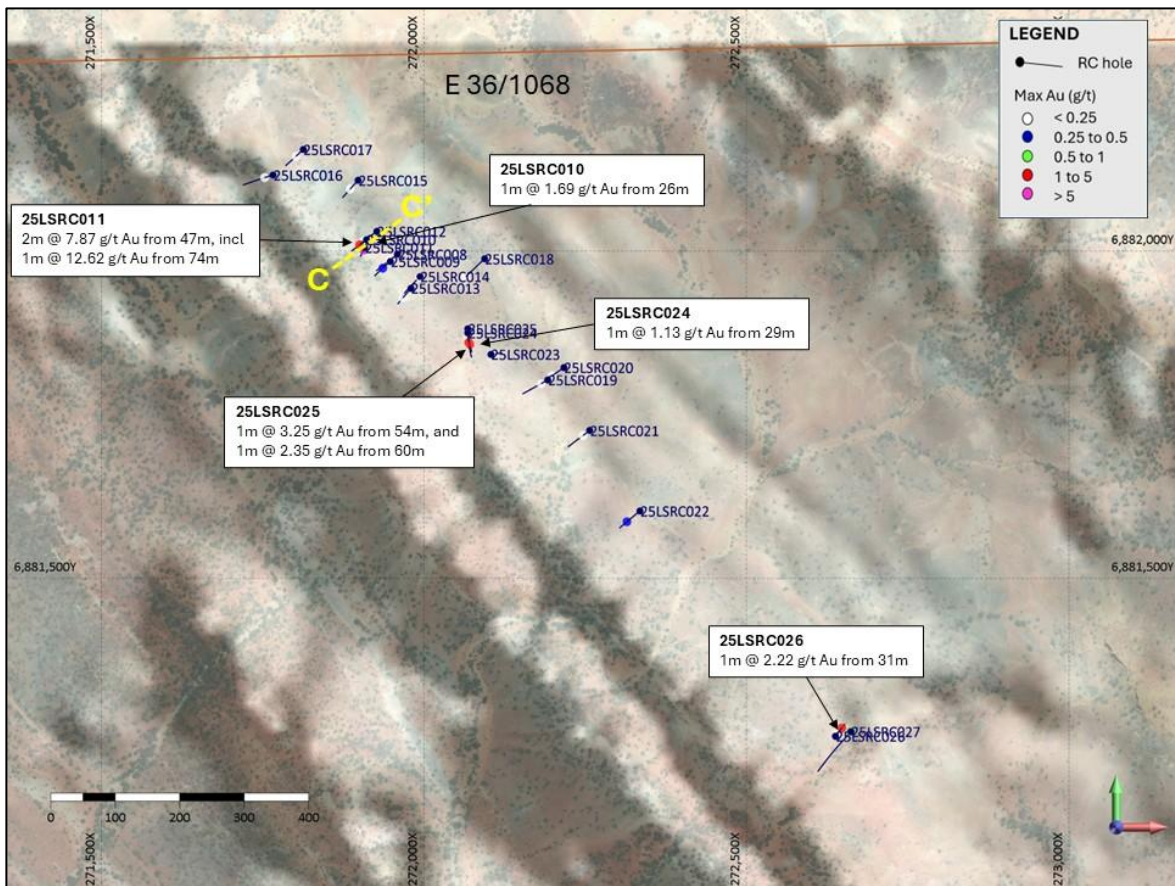 271,500X
272,000X
272,500X
LEGEND
RC hole
Max Au (g/t)
< 0.25
0.25 to 0.5
0.5 to 1
1 to 5
> 5
E 36/1068
25LSRC017
25LSRC016
25LSRC015
25LSRC010
1m @ 1.69 g/t Au from 26m
25LSRC011
2m @ 7.87 g/t Au from 47m, incl
1m @ 12.62 g/t Au from 74m
C'
25LSRC012
25LSRC010
25LSRC011
C
25LSRC008
25LSRC009
25LSRC018
6,882,000Y
25LSRC014
25LSRC013
25LSRC024
1m @ 1.13 g/t Au from 29m
25LSRC025
25LSRC024
25LSRC023
25LSRC020
25LSRC019
25LSRC025
1m @ 3.25 g/t Au from 54m, and
1m @ 2.35 g/t Au from 60m
25LSRC021
25LSRC022
6,881,500Y
6,881,500Y
25LSRC026
1m @ 2.22 g/t Au from 31m
25LSRC027
25LSRC026
0 100 200 300 400
271,500X
272,000X
272,500X
273,000X